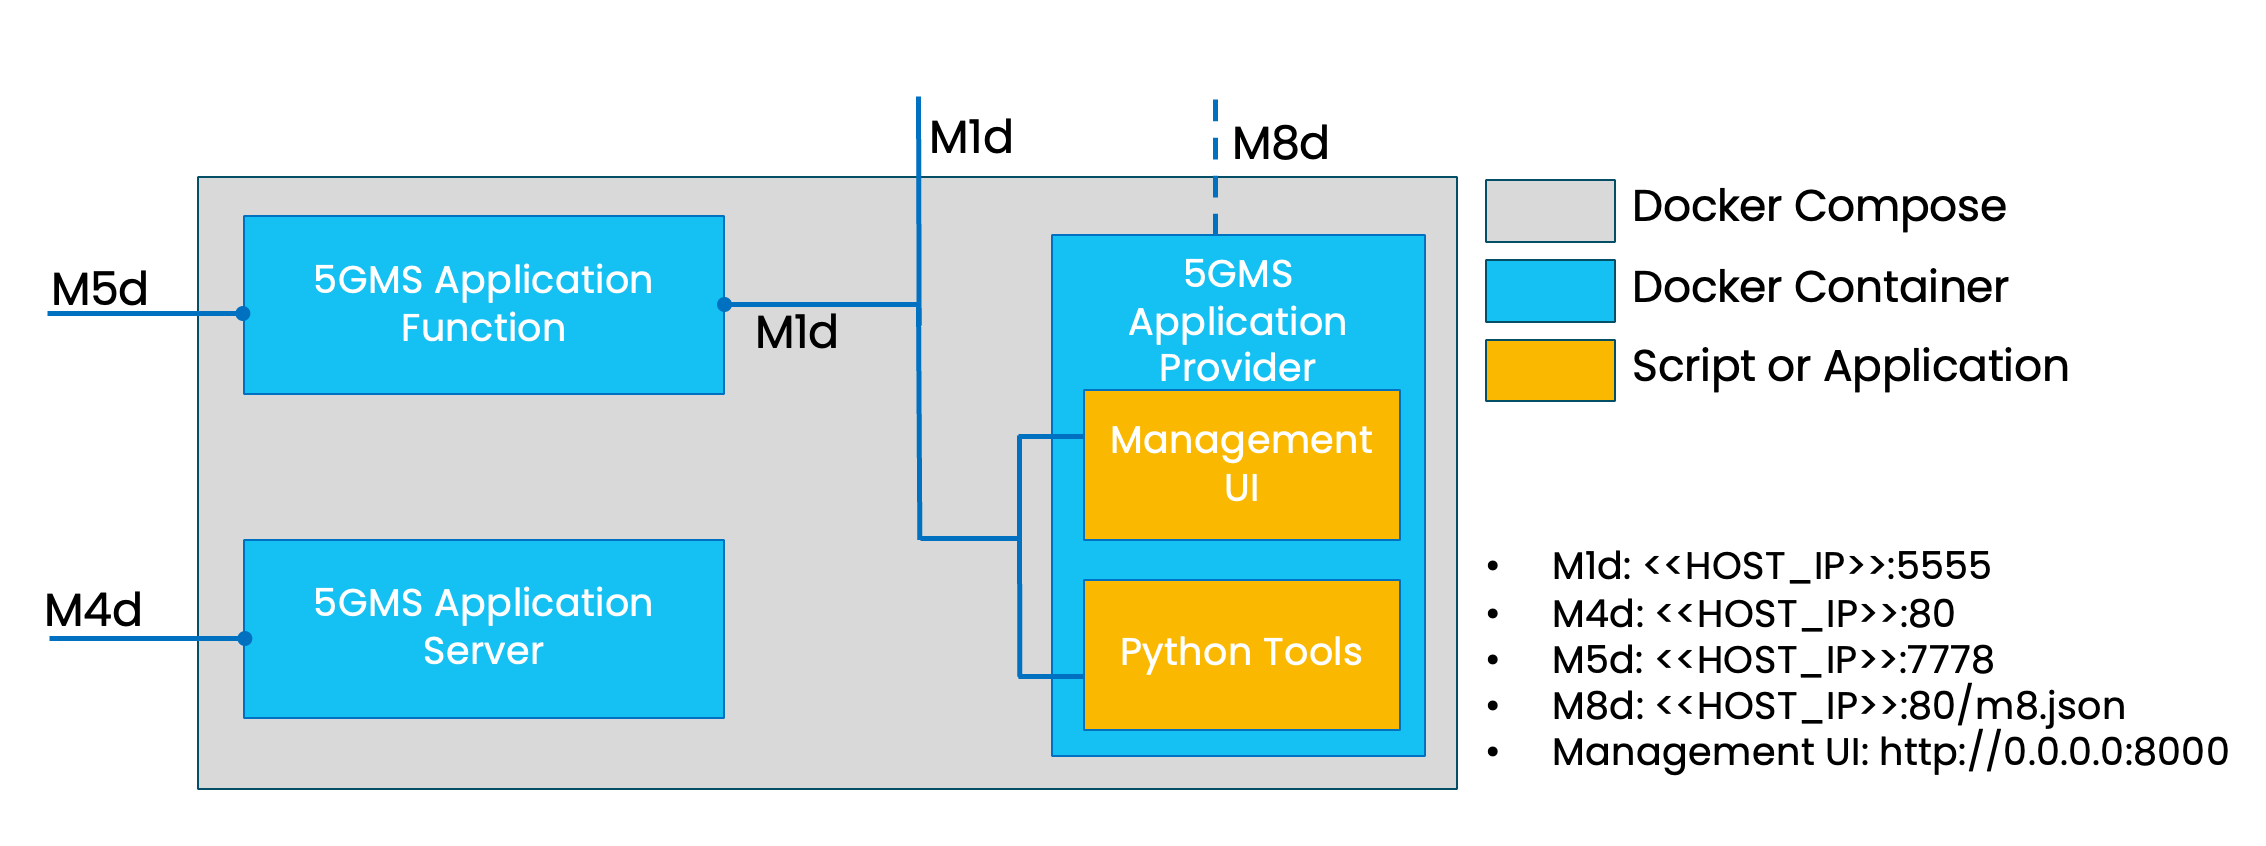 M1d
M8d
M5d
5GMS Application
Function
M1d
5GMS
Application
Provider
Management
UI
M4d
5GMS Application
Server
Python Tools
Docker Compose
Docker Container
Script or Application
• M1d: <<HOST_IP>>:5555
• M4d: <<HOST_IP>>:80
• M5d: <<HOST_IP>>:7778
• M8d: <<HOST_IP>>:80/m8.json
• Management UI: http://0.0.0.0:8000